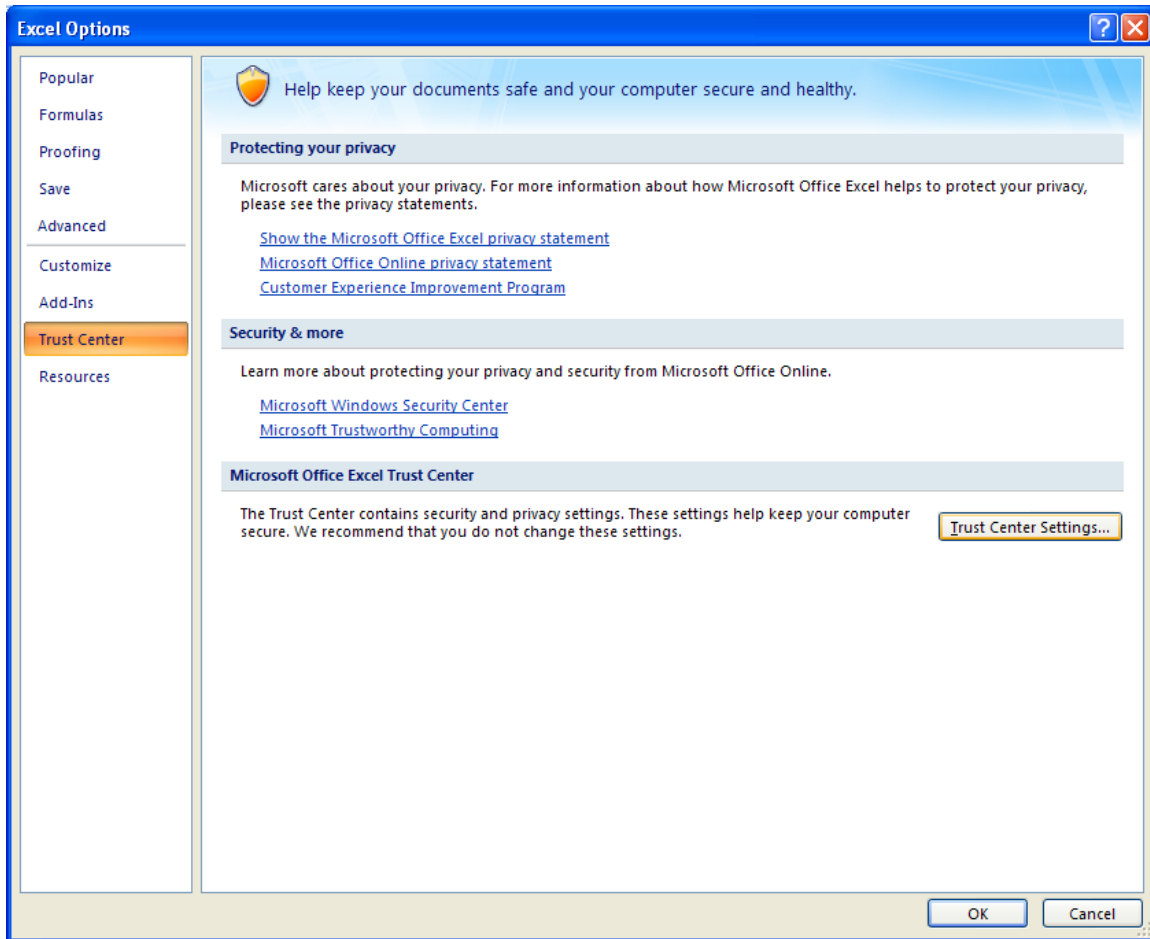 Excel Options
Popular
Formulas
Proofing
Save
Advanced
Customize
Add-Ins
Trust Center
Resources
Help keep your documents safe and your computer secure and healthy.
Protecting your privacy
Microsoft cares about your privacy. For more information about how Microsoft Office Excel helps to protect your privacy,
please see the privacy statements.
Show the Microsoft Office Excel privacy statement
Microsoft Office Online privacy statement
Customer Experience Improvement Program
Security & more
Learn more about protecting your privacy and security from Microsoft Office Online.
Microsoft Windows Security Center
Microsoft Trustworthy Computing
Microsoft Office Excel Trust Center
The Trust Center contains security and privacy settings. These settings help keep your computer
secure. We recommend that you do not change these settings.
Trust Center Settings...
OK
Cancel